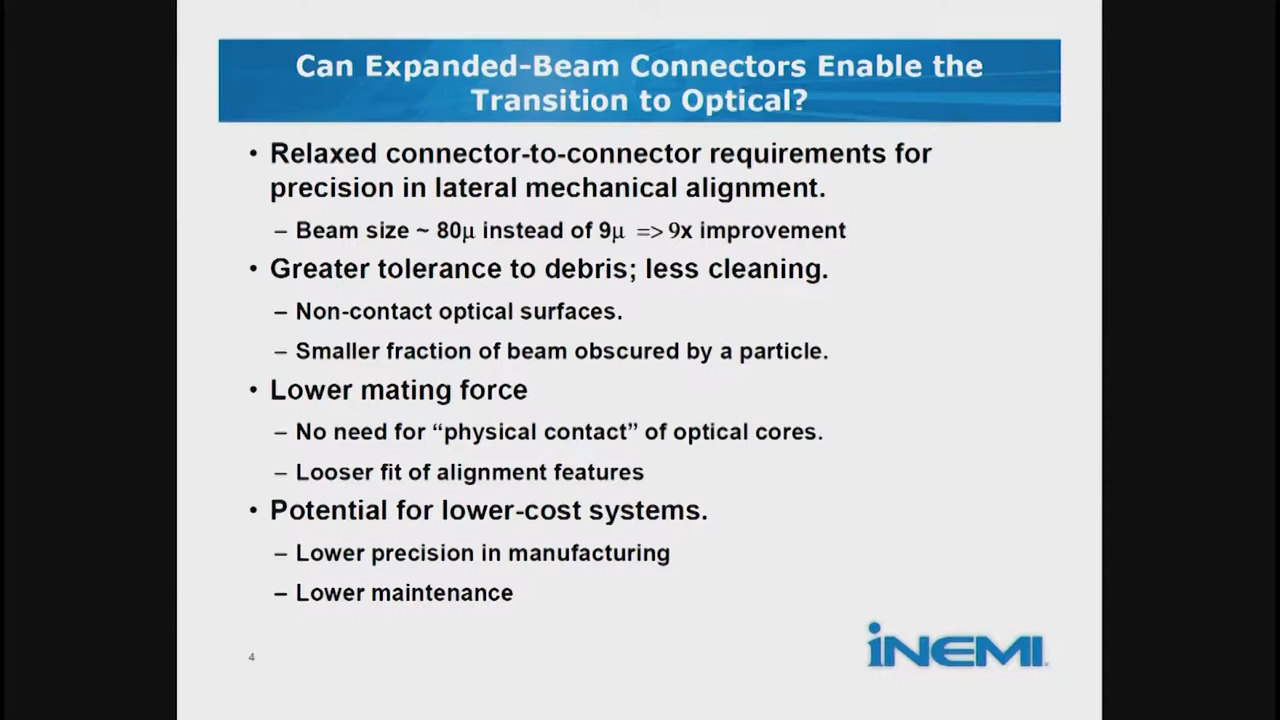 Can Expanded-Beam Connectors Enable the
Transition to Optical?
• Relaxed connector-to-connector requirements for
precision in lateral mechanical alignment.
– Beam size ~ 80μ instead of 9μ => 9x improvement
• Greater tolerance to debris; less cleaning.
– Non-contact optical surfaces.
– Smaller fraction of beam obscured by a particle.
• Lower mating force
– No need for “physical contact” of optical cores.
– Looser fit of alignment features
• Potential for lower-cost systems.
– Lower precision in manufacturing
– Lower maintenance
4
iNEMI